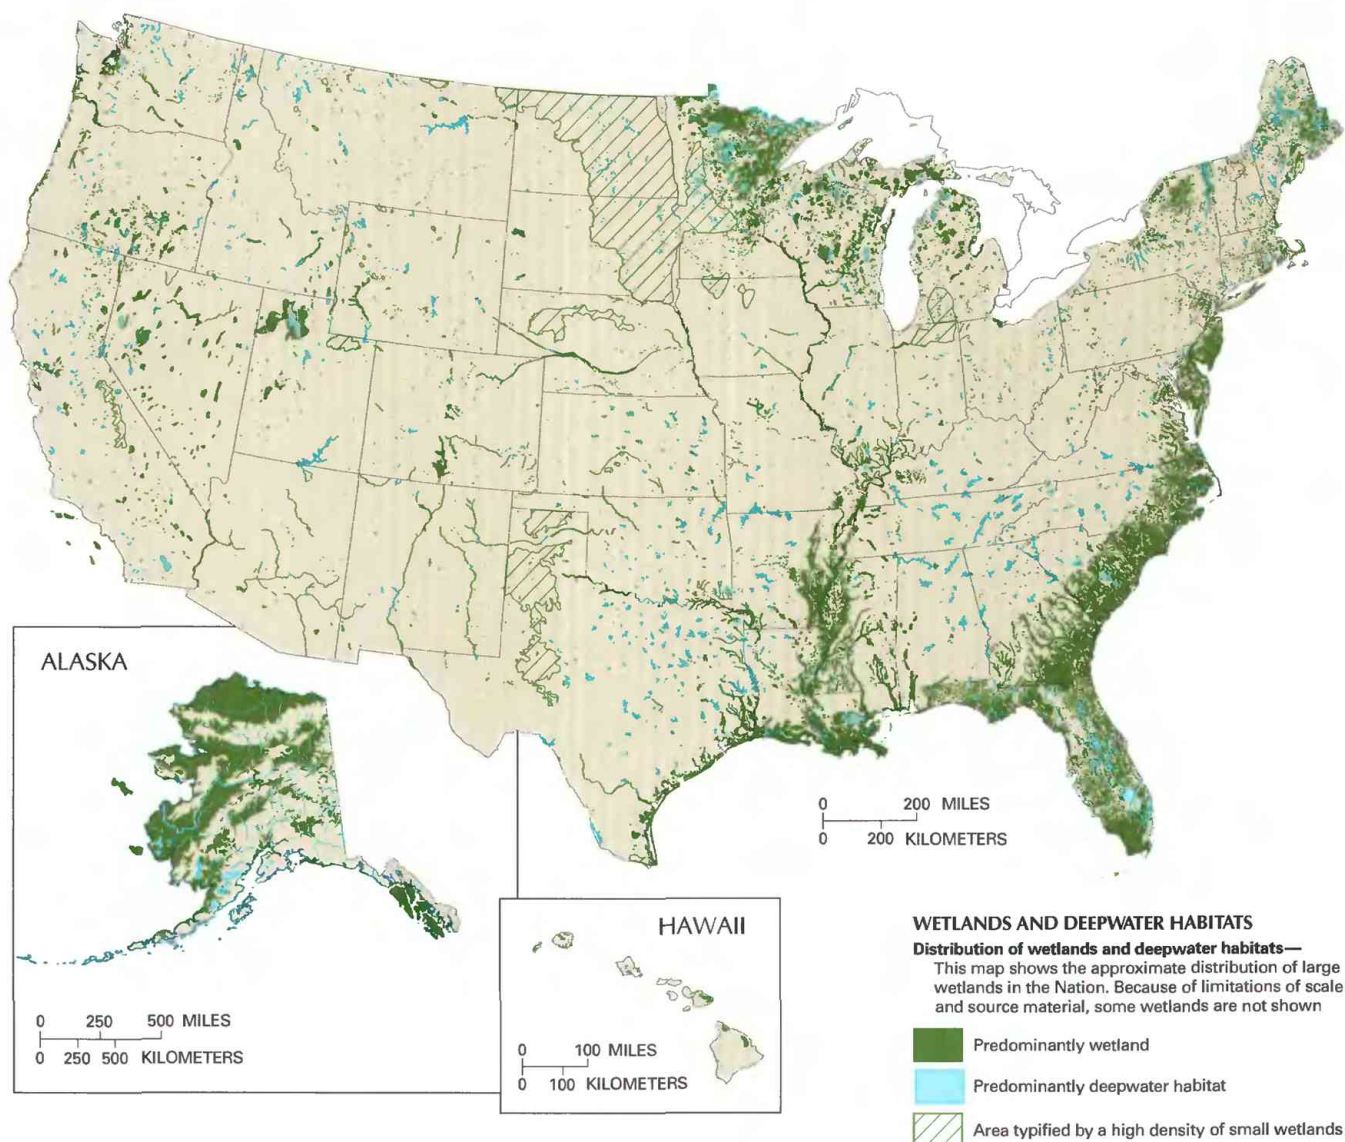 ALASKA
0 250 500 MILES
0 250 500 KILOMETERS
HAWAII
0 100 MILES
0 100 KILOMETERS
0 200 MILES
0 200 KILOMETERS
WETLANDS AND DEEPWATER HABITATS
Distribution of wetlands and deepwater habitats—
This map shows the approximate distribution of large
wetlands in the Nation. Because of limitations of scale
and source material, some wetlands are not shown
Predominantly wetland
Predominantly deepwater habitat
Area typified by a high density of small wetlands